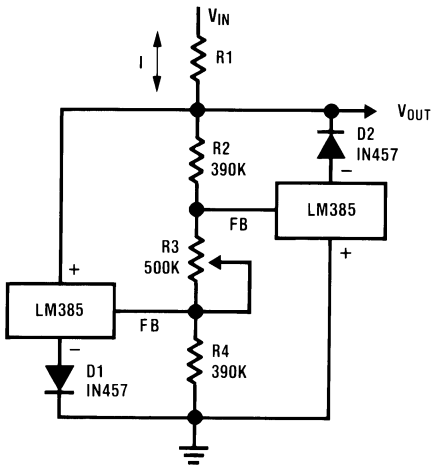 VIN
I
R1
VOUT
D2
IN457
R2
390K
−
LM385
FB
+
R3
500K
+
LM385
FB
−
R4
390K
D1
IN457